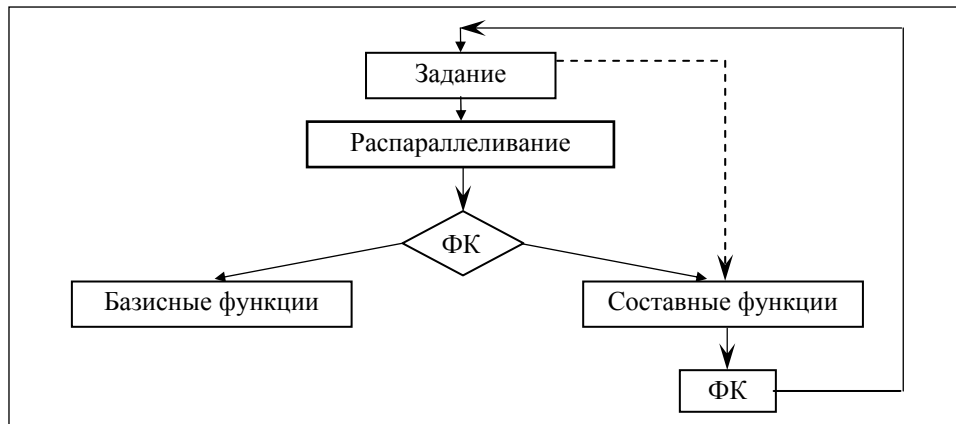 Задание
Распараллеливание
ФК
Базисные функции
Составные функции
ФК